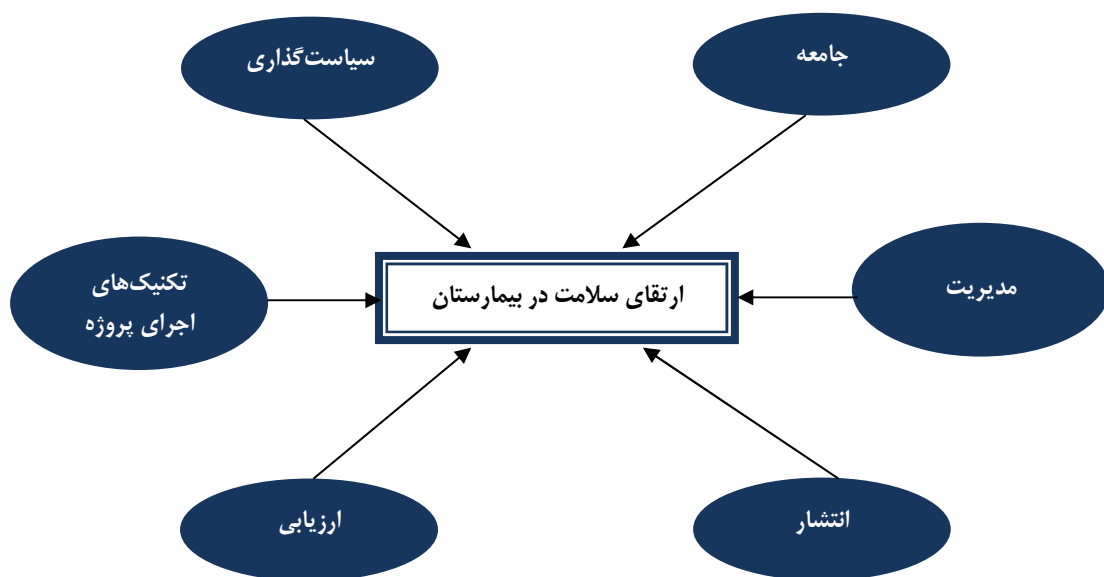 جامعه
سیاست‌گذاری
مدیریت
ارتقای سلامت در بیمارستان
تکنیک‌های
اجرای پروژه
انتشار
ارزیابی